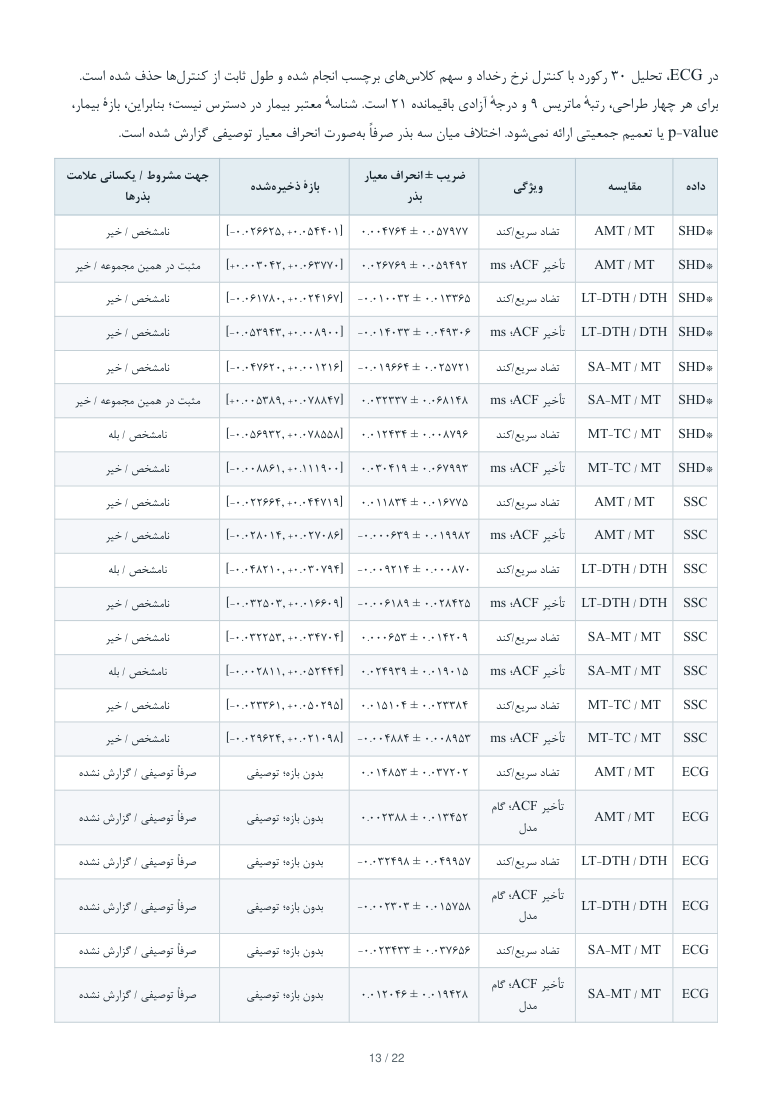 در ECG، تحلیل ۳۰ رکورد با کنترل نرخ رخداد و سهم کلاس‌های برچسب انجام شده و طول ثابت از کنترل‌ها حذف شده است.
برای هر چهار طراحی، رتبهٔ ماتریس ۹ و درجهٔ آزادی باقیمانده ۲۱ است. شناسهٔ معتبر بیمار در دسترس نیست؛ بنابراین، بازهٔ بیمار،
p-value یا تعمیم جمعیتی ارائه نمی‌شود. اختلاف میان سه بذر صرفاً به‌صورت انحراف معیار توصیفی گزارش شده است.
داده مقایسه ویژگی ضریب ± انحراف معیار بذر بازهٔ ذخیره‌شده جهت مشروط / یکسانی علامت بذرها
SHD* AMT / MT تضاد سریع/کند ۰.۰۰۴۷۶۴ ± ۰.۰۵۷۹۷۷ [−۰.۰۲۶۶۲۵, +۰.۰۵۴۴۰۱] نامشخص / خیر
SHD* AMT / MT تأخیر ACF؛ ms ۰.۰۲۶۷۶۹ ± ۰.۰۵۹۴۹۲ [+۰.۰۰۳۰۴۲, +۰.۰۶۳۷۷۰] مثبت در همین مجموعه / خیر
SHD* LT-DTH / DTH تضاد سریع/کند −۰.۰۱۰۰۳۲ ± ۰.۰۱۳۳۶۵ [−۰.۰۶۱۷۸۰, +۰.۰۲۴۱۶۷] نامشخص / خیر
SHD* LT-DTH / DTH تأخیر ACF؛ ms −۰.۰۱۴۰۳۳ ± ۰.۰۴۹۳۰۶ [−۰.۰۵۳۹۴۳, +۰.۰۰۸۹۰۰] نامشخص / خیر
SHD* SA-MT / MT تضاد سریع/کند −۰.۰۱۹۶۶۴ ± ۰.۰۲۵۷۲۱ [−۰.۰۴۷۶۲۰, +۰.۰۰۱۲۱۶] نامشخص / خیر
SHD* SA-MT / MT تأخیر ACF؛ ms ۰.۰۳۲۳۳۷ ± ۰.۰۶۸۱۴۸ [+۰.۰۰۵۳۸۹, +۰.۰۷۸۸۴۷] مثبت در همین مجموعه / خیر
SHD* MT-TC / MT تضاد سریع/کند ۰.۰۱۲۴۳۴ ± ۰.۰۰۸۷۹۶ [−۰.۰۵۶۹۳۲, +۰.۰۷۸۵۵۸] نامشخص / بله
SHD* MT-TC / MT تأخیر ACF؛ ms ۰.۰۳۰۴۱۹ ± ۰.۰۶۷۹۹۳ [−۰.۰۰۸۸۶۱, +۰.۱۱۱۹۰۰] نامشخص / خیر
SSC AMT / MT تضاد سریع/کند ۰.۰۱۱۸۳۴ ± ۰.۰۱۶۷۷۵ [−۰.۰۲۲۶۶۴, +۰.۰۴۴۷۱۹] نامشخص / خیر
SSC AMT / MT تأخیر ACF؛ ms −۰.۰۰۰۶۳۹ ± ۰.۰۱۹۹۸۲ [−۰.۰۲۸۰۱۴, +۰.۰۲۷۰۸۶] نامشخص / خیر
SSC LT-DTH / DTH تضاد سریع/کند −۰.۰۰۹۲۱۴ ± ۰.۰۰۰۸۷۰ [−۰.۰۴۸۲۱۰, +۰.۰۳۰۷۹۴] نامشخص / بله
SSC LT-DTH / DTH تأخیر ACF؛ ms −۰.۰۰۶۱۸۹ ± ۰.۰۲۸۴۲۵ [−۰.۰۳۲۵۰۳, +۰.۰۱۶۶۰۹] نامشخص / خیر
SSC SA-MT / MT تضاد سریع/کند ۰.۰۰۰۶۵۳ ± ۰.۰۱۴۲۰۹ [−۰.۰۳۲۲۵۳, +۰.۰۳۴۷۰۴] نامشخص / خیر
SSC SA-MT / MT تأخیر ACF؛ ms ۰.۰۲۴۹۳۹ ± ۰.۰۱۹۰۱۵ [−۰.۰۰۲۸۱۱, +۰.۰۵۲۴۴۴] نامشخص / بله
SSC MT-TC / MT تضاد سریع/کند ۰.۰۱۵۱۰۴ ± ۰.۰۲۳۳۸۴ [−۰.۰۲۳۳۶۱, +۰.۰۵۰۲۹۵] نامشخص / خیر
SSC MT-TC / MT تأخیر ACF؛ ms −۰.۰۰۴۸۸۴ ± ۰.۰۰۸۹۵۳ [−۰.۰۲۹۶۲۴, +۰.۰۲۱۰۹۸] نامشخص / خیر
ECG AMT / MT تضاد سریع/کند ۰.۰۱۴۸۵۳ ± ۰.۰۳۷۲۰۲ بدون بازه؛ توصیفی صرفاً توصیفی / گزارش نشده
ECG AMT / MT تأخیر ACF؛ گام مدل ۰.۰۰۲۳۸۸ ± ۰.۰۱۳۴۵۲ بدون بازه؛ توصیفی صرفاً توصیفی / گزارش نشده
ECG LT-DTH / DTH تضاد سریع/کند −۰.۰۳۲۴۹۸ ± ۰.۰۴۹۹۵۷ بدون بازه؛ توصیفی صرفاً توصیفی / گزارش نشده
ECG LT-DTH / DTH تأخیر ACF؛ گام مدل −۰.۰۰۲۳۰۳ ± ۰.۰۱۵۷۵۸ بدون بازه؛ توصیفی صرفاً توصیفی / گزارش نشده
ECG SA-MT / MT تضاد سریع/کند −۰.۰۲۳۴۳۳ ± ۰.۰۳۷۶۵۶ بدون بازه؛ توصیفی صرفاً توصیفی / گزارش نشده
ECG SA-MT / MT تأخیر ACF؛ گام مدل ۰.۰۱۲۰۴۶ ± ۰.۰۱۹۴۲۸ بدون بازه؛ توصیفی صرفاً توصیفی / گزارش نشده
13 / 22